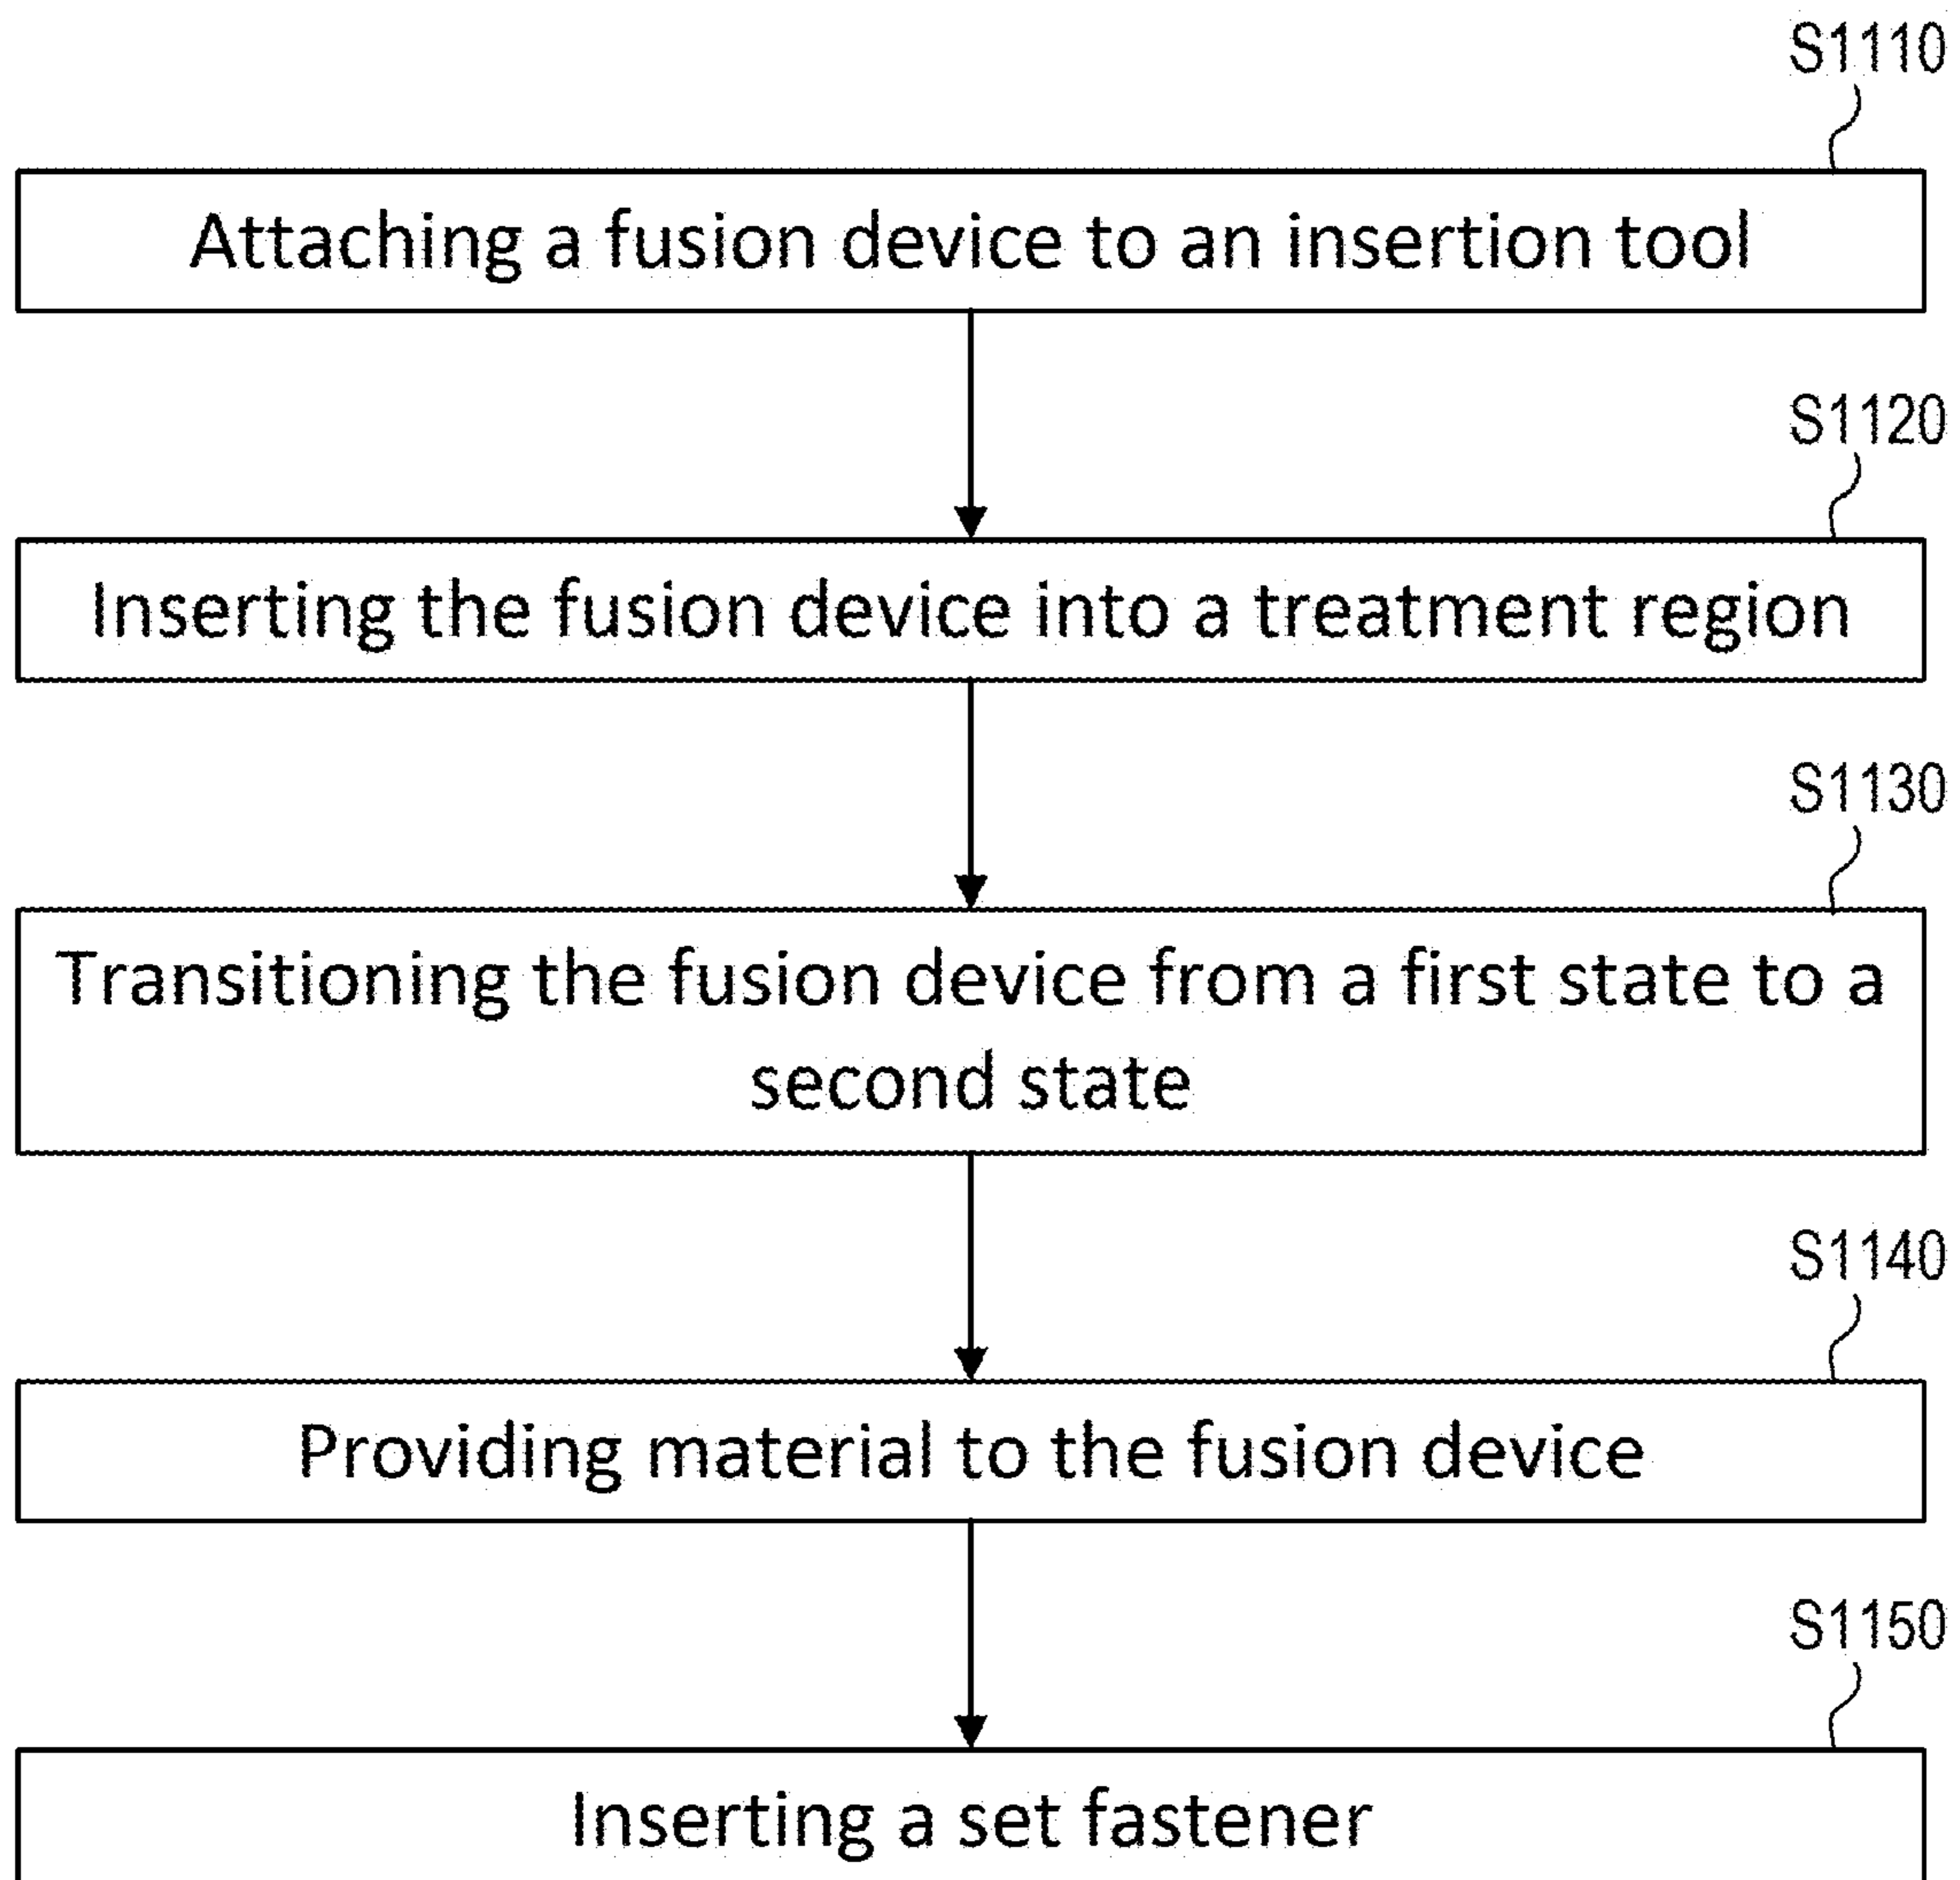 S1110
Attaching a fusion device to an insertion tool
S1120
Inserting the fusion device into a treatment region
S1130
Transitioning the fusion device from a first state to a
second state
S1140
Providing material to the fusion device
S1150
Inserting a set fastener